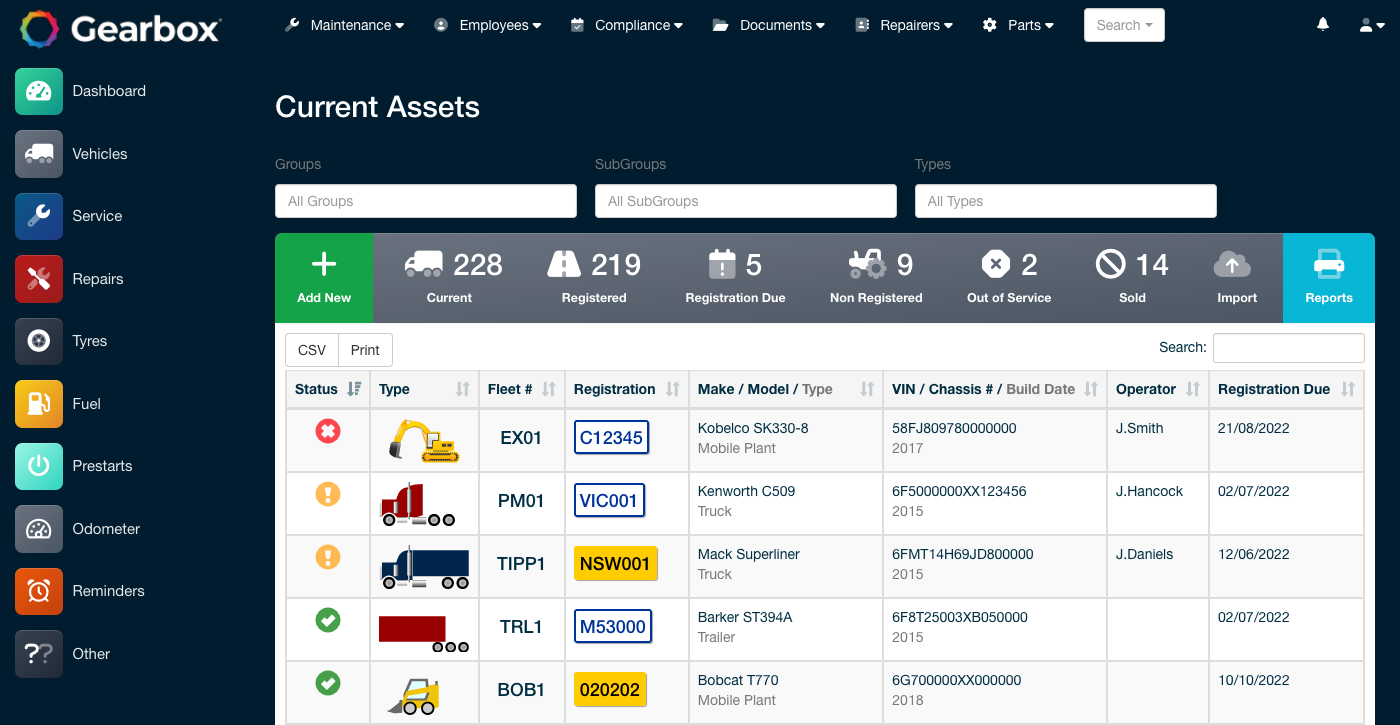 Gearbox
Maintenance
Employees
Compliance
Documents
Repairers
Parts
Search
Dashboard
Vehicles
Service
Repairs
Tyres
Fuel
Prestarts
Odometer
Reminders
?? Other
Current Assets
Groups
SubGroups
Types
All Groups
All SubGroups
All Types
Add New
228
Current
219
Registered
5
Registration Due
9
Non Registered
2
Out of Service
14
Sold
Import
Reports
CSV
Print
Search:
Status
Type
Fleet #
Registration
Make / Model / Type
VIN / Chassis # / Build Date
Operator
Registration Due
EX01
C12345
Kobelco SK330-8
Mobile Plant
58FJ809780000000
2017
J.Smith
21/08/2022
PM01
VIC001
Kenworth C509
Truck
6F5000000XX123456
2015
J.Hancock
02/07/2022
TIPP1
NSW001
Mack Superliner
Truck
6FMT14H69JD800000
2015
J.Daniels
12/06/2022
TRL1
M53000
Barker ST394A
Trailer
6F8T25003XB050000
2015
02/07/2022
BOB1
020202
Bobcat T770
Mobile Plant
6G700000XX000000
2018
10/10/2022